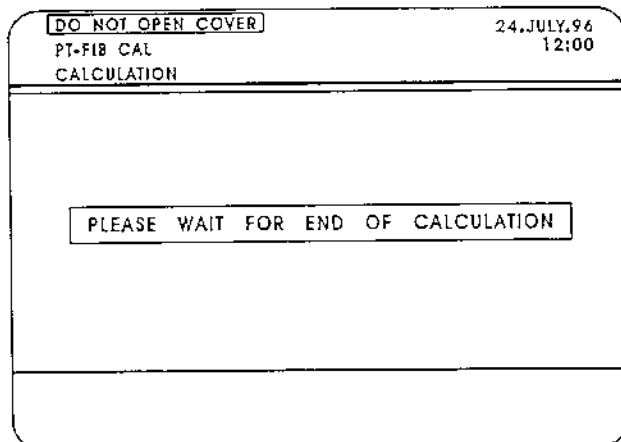 DO NOT OPEN COVER
24.JULY.96
PT-FIB CAL
12:00
CALCULATION
PLEASE WAIT FOR END OF CALCULATION